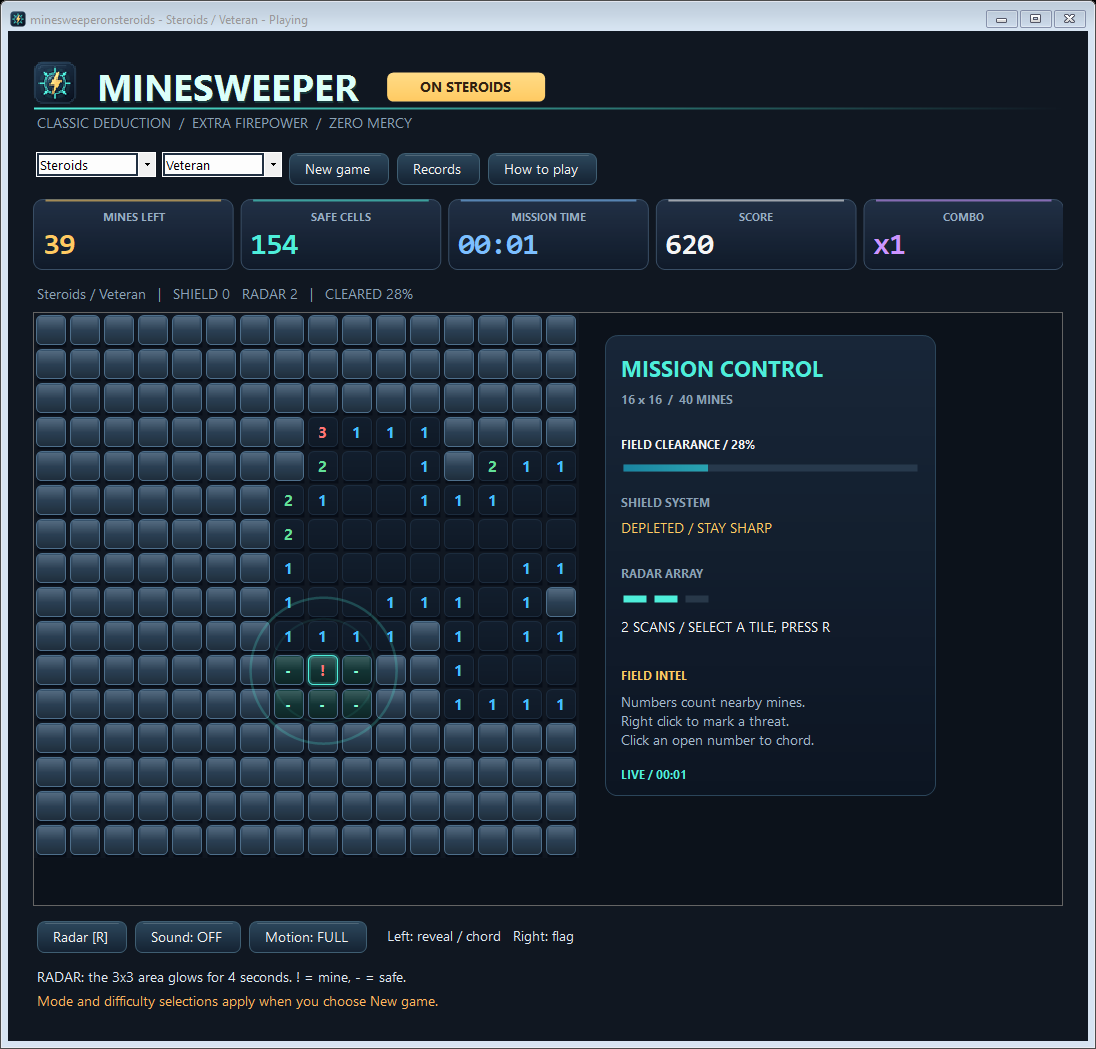 minesweeperonsteroids - Steroids / Veteran - Playing
MINESWEEPER
ON STEROIDS
CLASSIC DEDUCTION / EXTRA FIREPOWER / ZERO MERCY
Steroids Veteran New game Records How to play
MINES LEFT SAFE CELLS MISSION TIME SCORE COMBO
39 154 00:01 620 x1
Steroids / Veteran | SHIELD 0 RADAR 2 | CLEARED 28%
3 1 1 1
2 1 2 1 1
2 1 1 1 1
2
1 1 1
1 1 1 1 1
1 1 1 1 1 1 1
- ! - 1
- - - 1 1 1 1
MISSION CONTROL
16 x 16 / 40 MINES
FIELD CLEARANCE / 28%
SHIELD SYSTEM
DEPLETED / STAY SHARP
RADAR ARRAY
2 SCANS / SELECT A TILE, PRESS R
FIELD INTEL
Numbers count nearby mines.
Right click to mark a threat.
Click an open number to chord.
LIVE / 00:01
Radar [R] Sound: OFF Motion: FULL Left: reveal / chord Right: flag
RADAR: the 3x3 area glows for 4 seconds. ! = mine, - = safe.
Mode and difficulty selections apply when you choose New game.